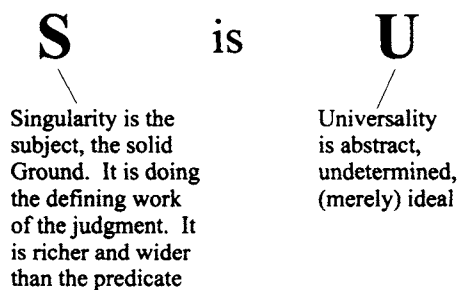 S is U
Singularity is the
subject, the solid
Ground. It is doing
the defining work
of the judgment. It
is richer and wider
than the predicate
Universality
is abstract,
undetermined,
(merely) ideal